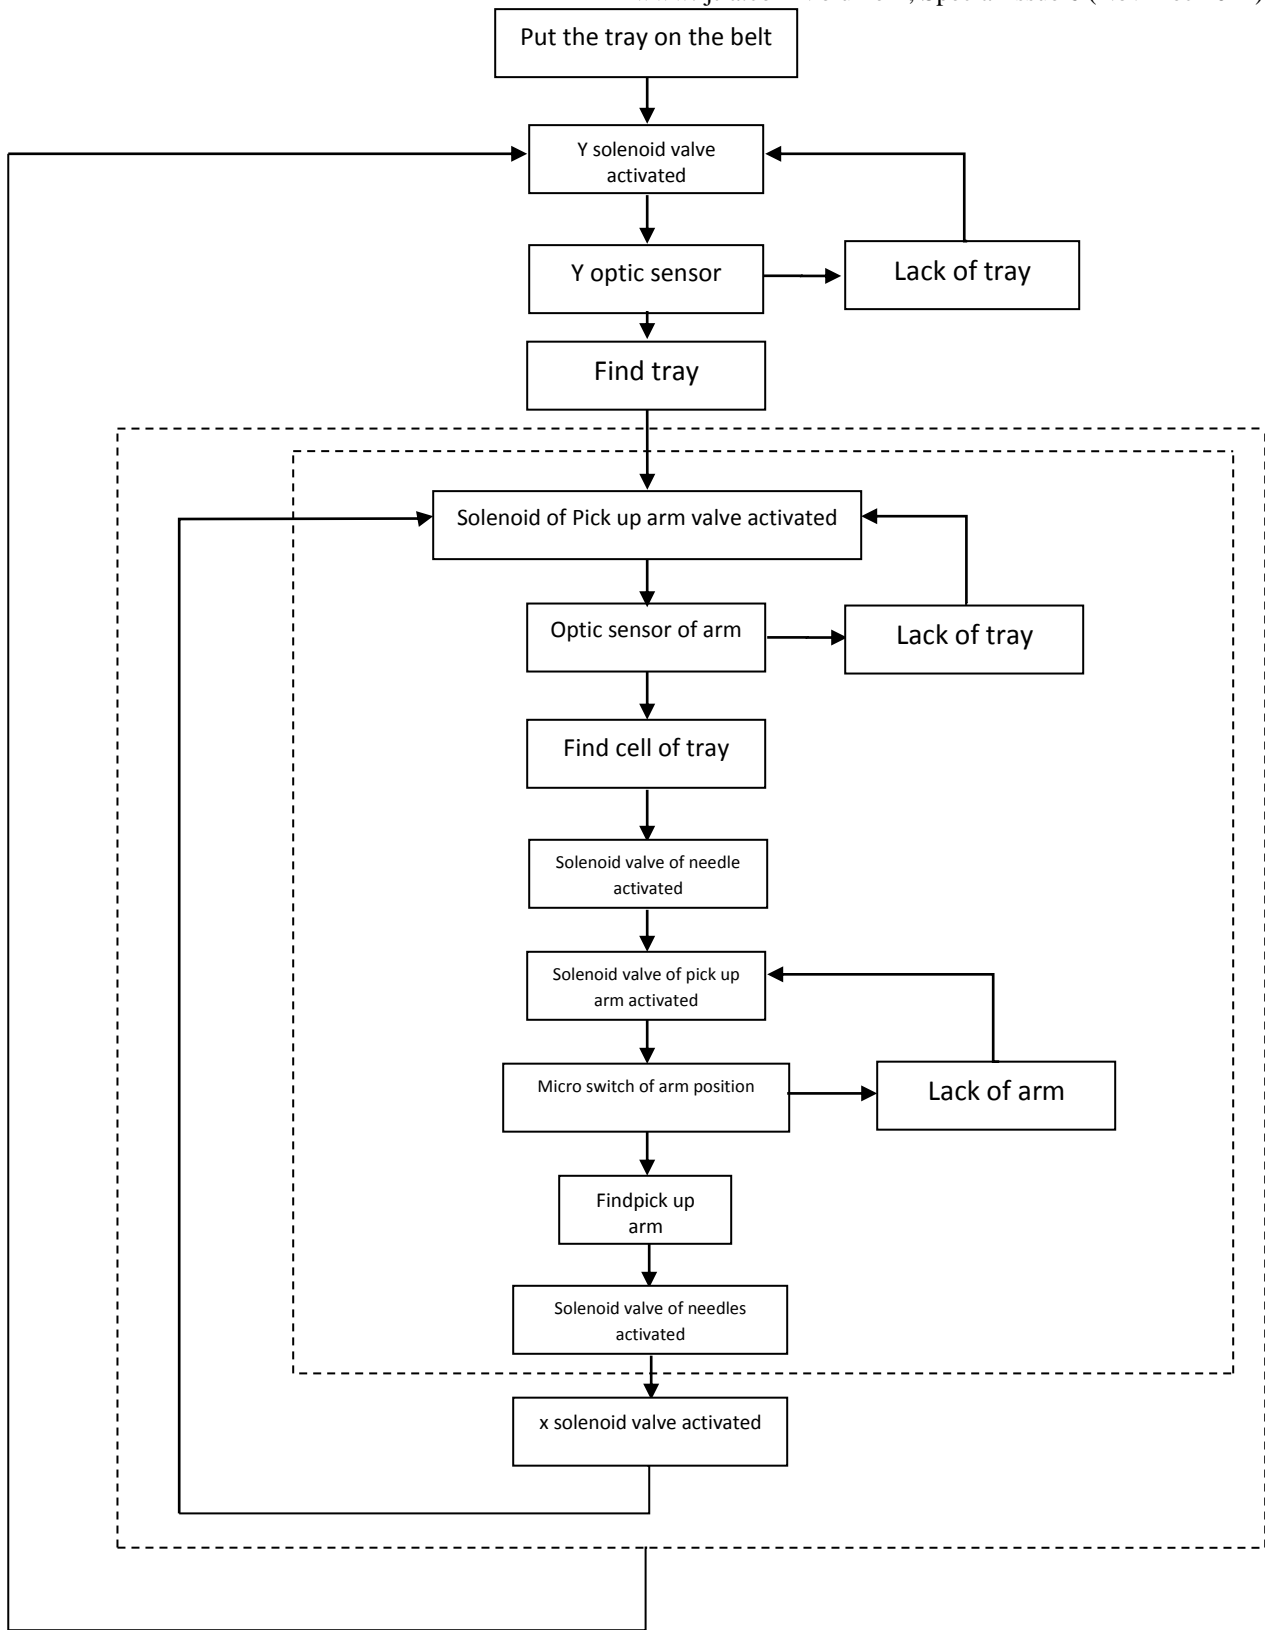 Put the tray on the belt
Y solenoid valve
activated
Y optic sensor
Lack of tray
Find tray
Solenoid of Pick up arm valve activated
Optic sensor of arm
Lack of tray
Find cell of tray
Solenoid valve of needle
activated
Solenoid valve of pick up
arm activated
Micro switch of arm position
Lack of arm
Findpick up
arm
Solenoid valve of needles
activated
x solenoid valve activated